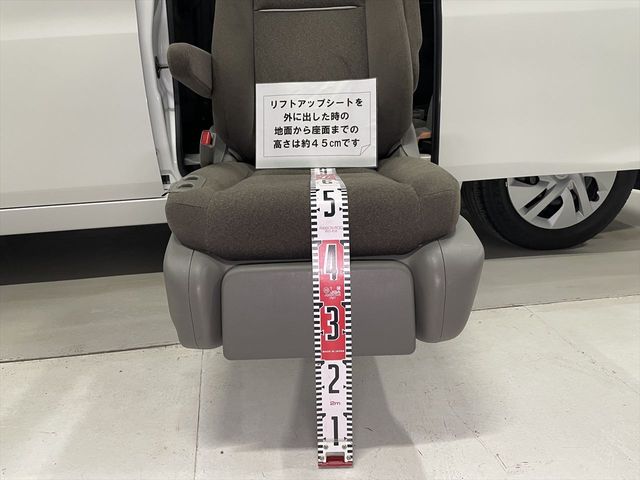 リフトアップシートを
外に出した時の
地面から座面までの
高さは約45cmです
5
4
3
2
2m
1